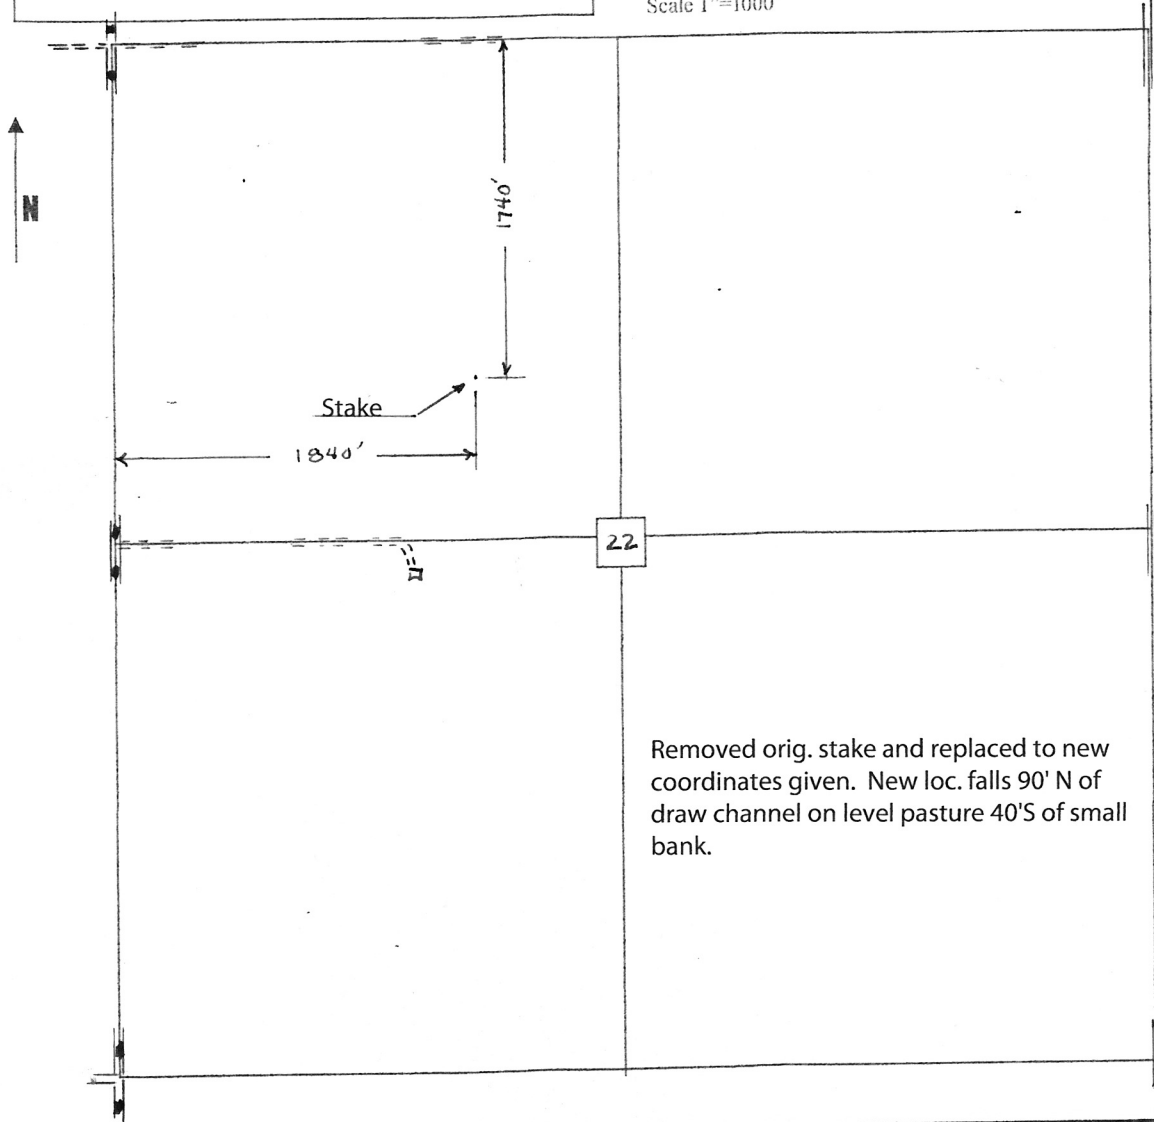 Scale 1"=1000'
N
1740'
Stake
1840'
22
Removed orig. stake and replaced to new
coordinates given.  New loc. falls 90' N of
draw channel on level pasture 40'S of small
bank.